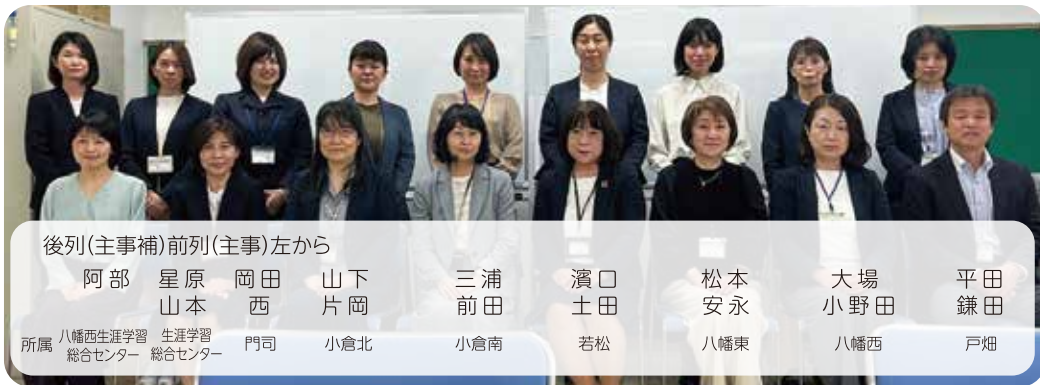 後列(主事補)前列(主事)左から
阿部 星原 岡田 山下 三浦 濱口 松本 大場 平田
山本 西 片岡 前田 土田 安永 小野田 鎌田
所属 八幡西生涯学習総合センター 生涯学習総合センター 門司 小倉北 小倉南 若松 八幡東 八幡西 戸畑